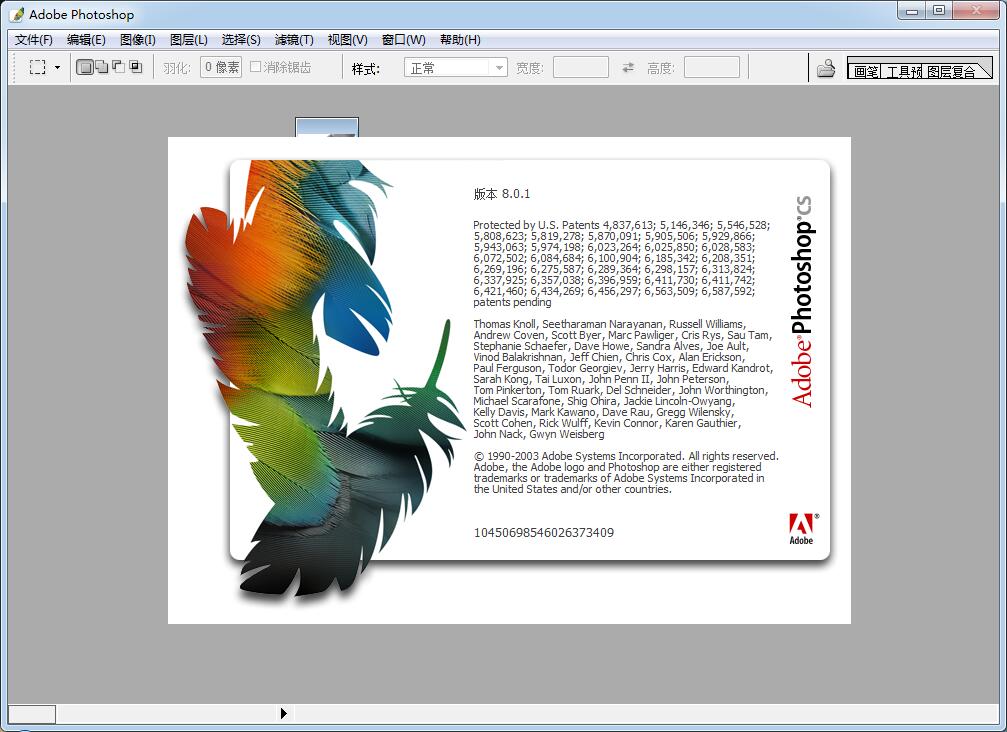 Adobe Photoshop
文件(F) 编辑(E) 图像(I) 图层(L) 选择(S) 滤镜(T) 视图(V) 窗口(W) 帮助(H)
羽化: 0 像素 消除锯齿 样式: 正常 宽度: 高度: 画笔 工具预 图层复合
版本 8.0.1
Protected by U.S. Patents 4,837,613; 5,146,346; 5,546,528;
5,808,623; 5,819,278; 5,870,091; 5,905,506; 5,929,866;
5,943,063; 5,974,198; 6,023,264; 6,025,850; 6,028,583;
6,072,502; 6,084,684; 6,100,904; 6,185,342; 6,208,351;
6,269,196; 6,275,587; 6,289,364; 6,298,157; 6,313,824;
6,337,925; 6,357,038; 6,396,959; 6,411,730; 6,411,742;
6,421,460; 6,434,269; 6,456,297; 6,563,509; 6,587,592;
patents pending
Thomas Knoll, Seetharaman Narayanan, Russell Williams,
Andrew Coven, Scott Byer, Marc Pawliger, Cris Rys, Sau Tam,
Stephanie Schaefer, Dave Howe, Sandra Alves, Joe Ault,
Vinod Balakrishnan, Jeff Chien, Chris Cox, Alan Erickson,
Paul Ferguson, Todor Georgiev, Jerry Harris, Edward Kandrot,
Sarah Kong, Tai Luxon, John Penn II, John Peterson,
Tom Pinkerton, Tom Ruark, Del Schneider, John Worthington,
Michael Scarafone, Shig Ohira, Jackie Lincoln-Owyang,
Kelly Davis, Mark Kawano, Dave Rau, Gregg Wilensky,
Scott Cohen, Rick Wulff, Kevin Connor, Karen Gauthier,
John Nack, Gwyn Weisberg
© 1990-2003 Adobe Systems Incorporated. All rights reserved.
Adobe, the Adobe logo and Photoshop are either registered
trademarks or trademarks of Adobe Systems Incorporated in
the United States and/or other countries.
10450698546026373409
Adobe® Photoshop® CS
Adobe ®